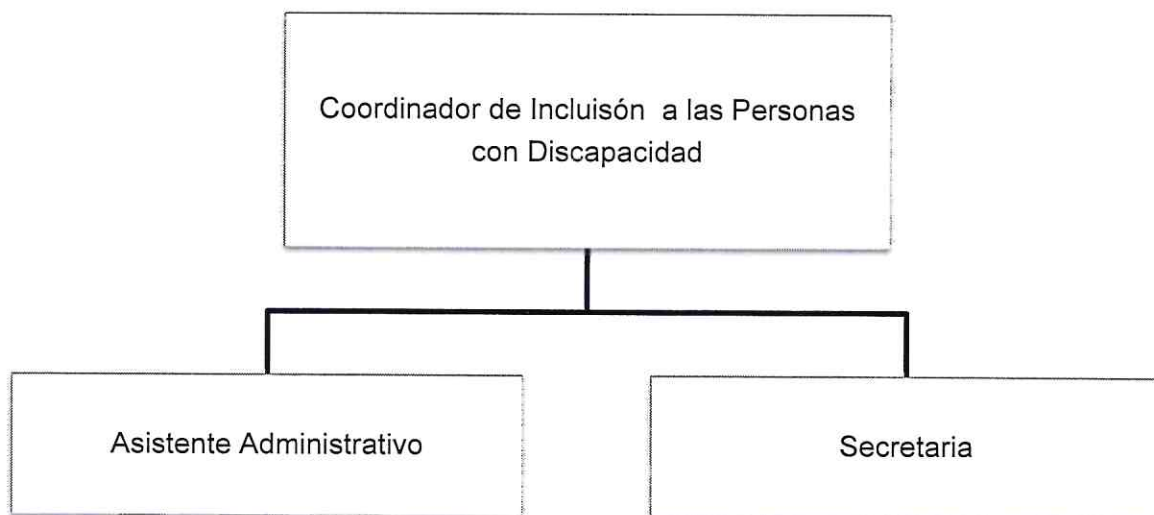 Coordinador de Incluisón a las Personas
con Discapacidad
Asistente Administrativo
Secretaria